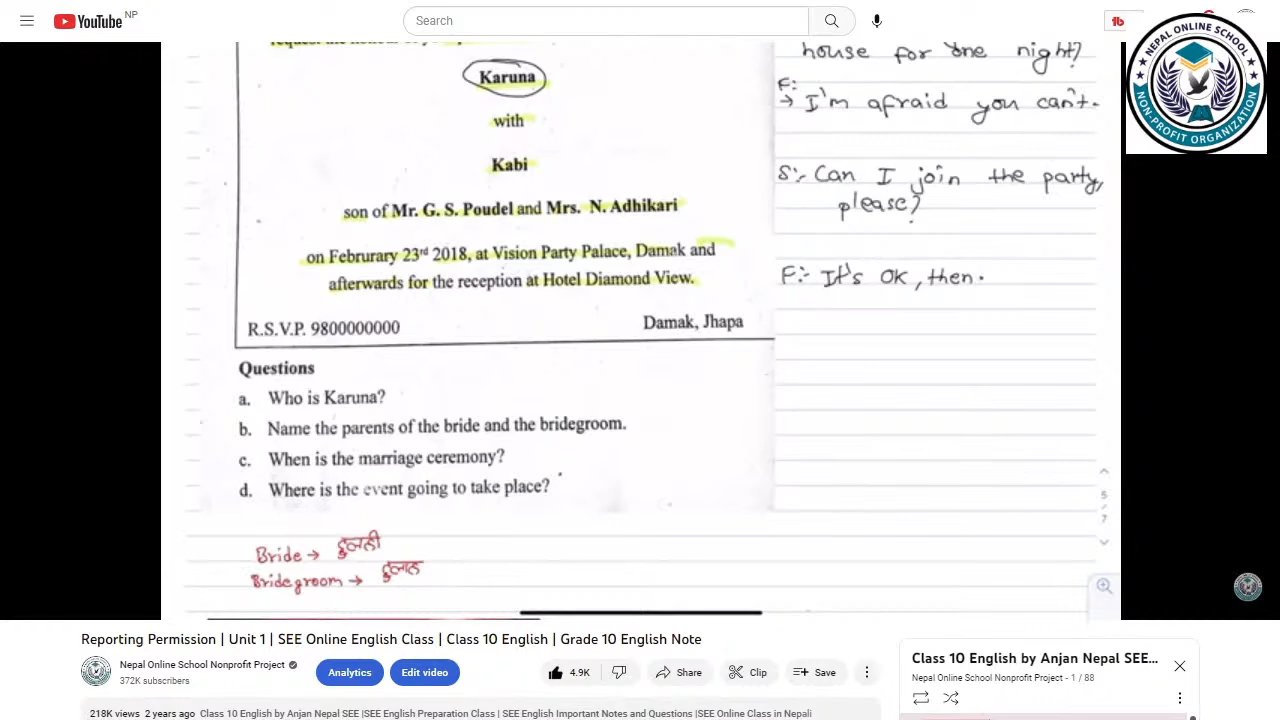 NP
YouTube
Search
NEPAL ONLINE SCHOOL
NON-PROFIT ORGANIZATION
Karuna
with
Kabi
son of Mr. G. S. Poudel and Mrs. N. Adhikari
on Februrary 23rd 2018, at Vision Party Palace, Damak and
afterwards for the reception at Hotel Diamond View.
R.S.V.P. 9800000000
Damak, Jhapa
Questions
a. Who is Karuna?
b. Name the parents of the bride and the bridegroom.
c. When is the marriage ceremony?
d. Where is the event going to take place?
Bride → दुलही
Bridegroom →
house for one night?
F:
→ I'm afraid you can't.
S:- Can I join the party,
please?
F:- It's OK, then.
5
/
7
Reporting Permission | Unit 1 | SEE Online English Class | Class 10 English | Grade 10 English Note
Nepal Online School Nonprofit Project
372K subscribers
Analytics
Edit video
4.9K
Share
Clip
Save
218K views 2 years ago Class 10 English by Anjan Nepal SEE |SEE English Preparation Class | SEE English Important Notes and Questions |SEE Online Class in Nepali
Class 10 English by Anjan Nepal SEE...
Nepal Online School Nonprofit Project - 1 / 88